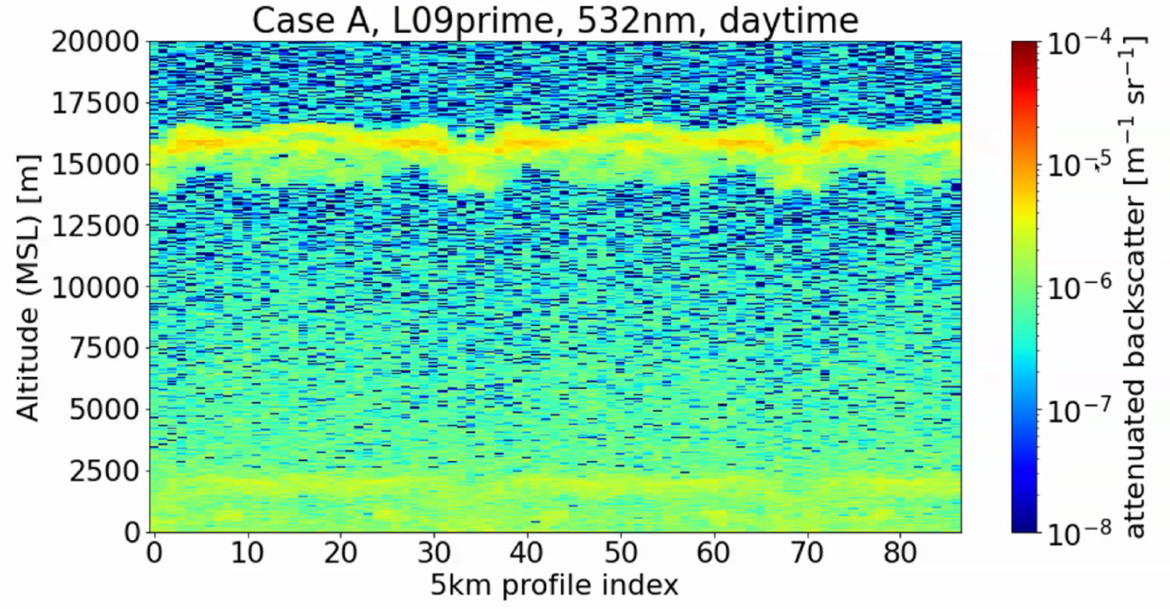 Case A, L09prime, 532nm, daytime
20000
17500
15000
12500
10000
7500
5000
2500
0
Altitude (MSL) [m]
0 10 20 30 40 50 60 70 80
5km profile index
10⁻⁴
10⁻⁵
10⁻⁶
10⁻⁷
10⁻⁸
attenuated backscatter [m⁻¹ sr⁻¹]